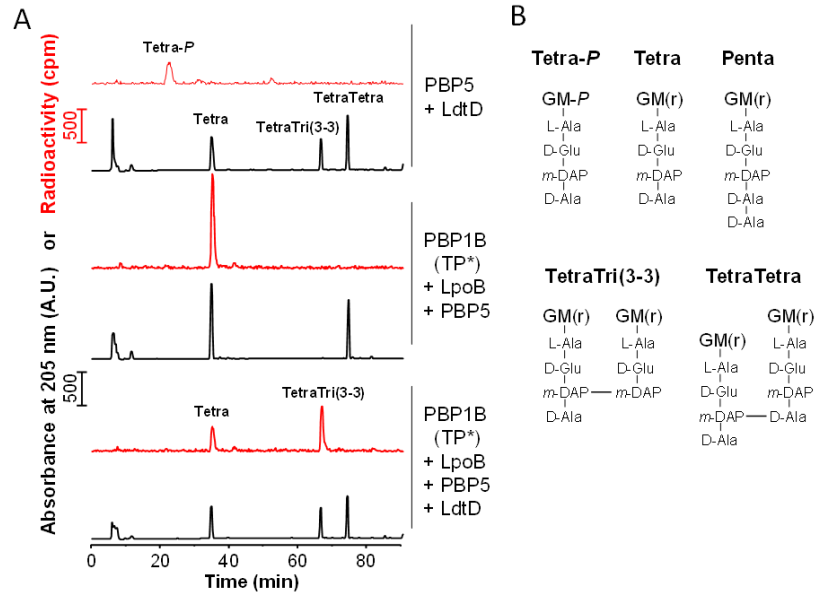 A
B
Absorbance at 205 nm (A.U.) or Radioactivity (cpm)
500
500
Tetra-P
Tetra
TetraTri(3-3)
TetraTetra
PBP5
+ LdtD
PBP1B
(TP*)
+ LpoB
+ PBP5
Tetra
TetraTri(3-3)
PBP1B
(TP*)
+ LpoB
+ PBP5
+ LdtD
0 20 40 60 80
Time (min)
Tetra-P Tetra Penta
GM-P GM(r) GM(r)
L-Ala L-Ala L-Ala
D-Glu D-Glu D-Glu
m-DAP m-DAP m-DAP
D-Ala D-Ala D-Ala
D-Ala
TetraTri(3-3) TetraTetra
GM(r) GM(r) GM(r)
L-Ala L-Ala GM(r) L-Ala
D-Glu D-Glu L-Ala D-Glu
m-DAP m-DAP D-Glu m-DAP
D-Ala m-DAP D-Ala
D-Ala